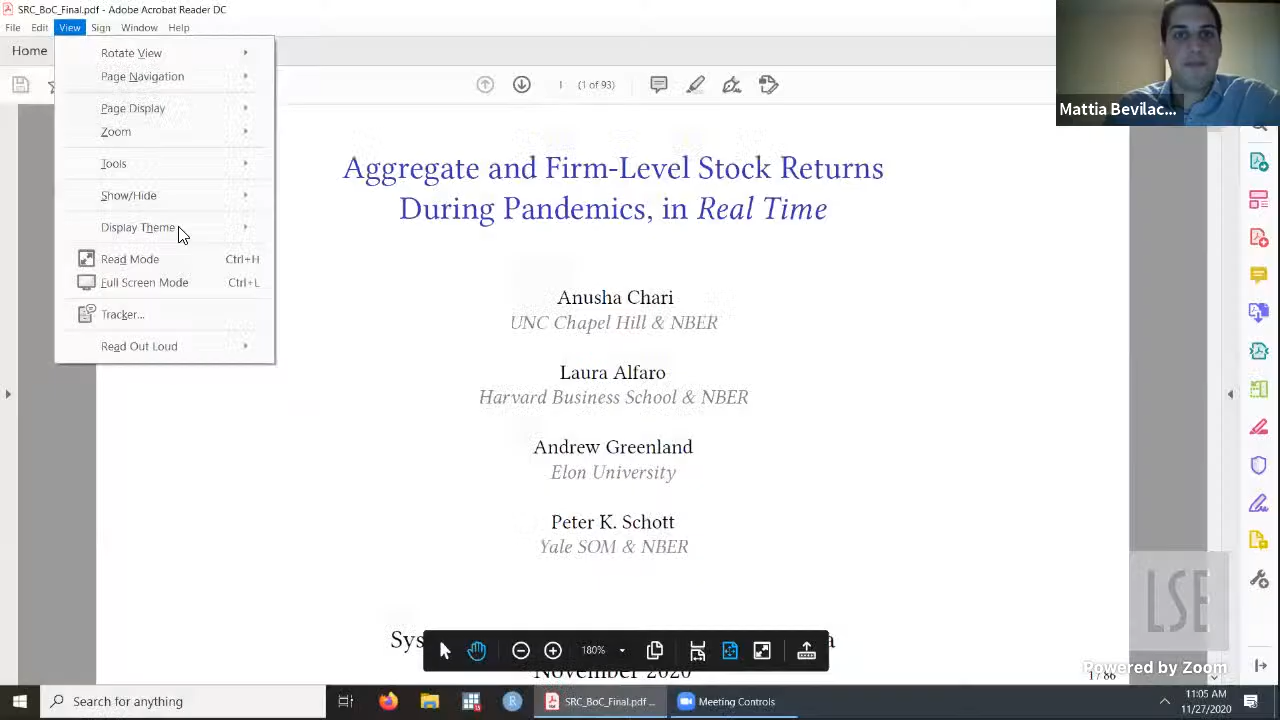 SRC_BoC_Final.pdf - Adobe Acrobat Reader DC
File Edit View Sign Window Help
Home
Rotate View
Page Navigation
Page Display
Zoom
Tools
Show/Hide
Display Theme
Read Mode Ctrl+H
Full Screen Mode Ctrl+L
Tracker...
Read Out Loud
1 (1 of 93)
Mattia Bevilac...
Aggregate and Firm-Level Stock Returns
During Pandemics, in Real Time
Anusha Chari
UNC Chapel Hill & NBER
Laura Alfaro
Harvard Business School & NBER
Andrew Greenland
Elon University
Peter K. Schott
Yale SOM & NBER
November 2020
180%
1 / 86
LSE
Powered by Zoom
Search
SRC_BoC_Final.pdf ...
Meeting Controls
11:05 AM
11/27/2020